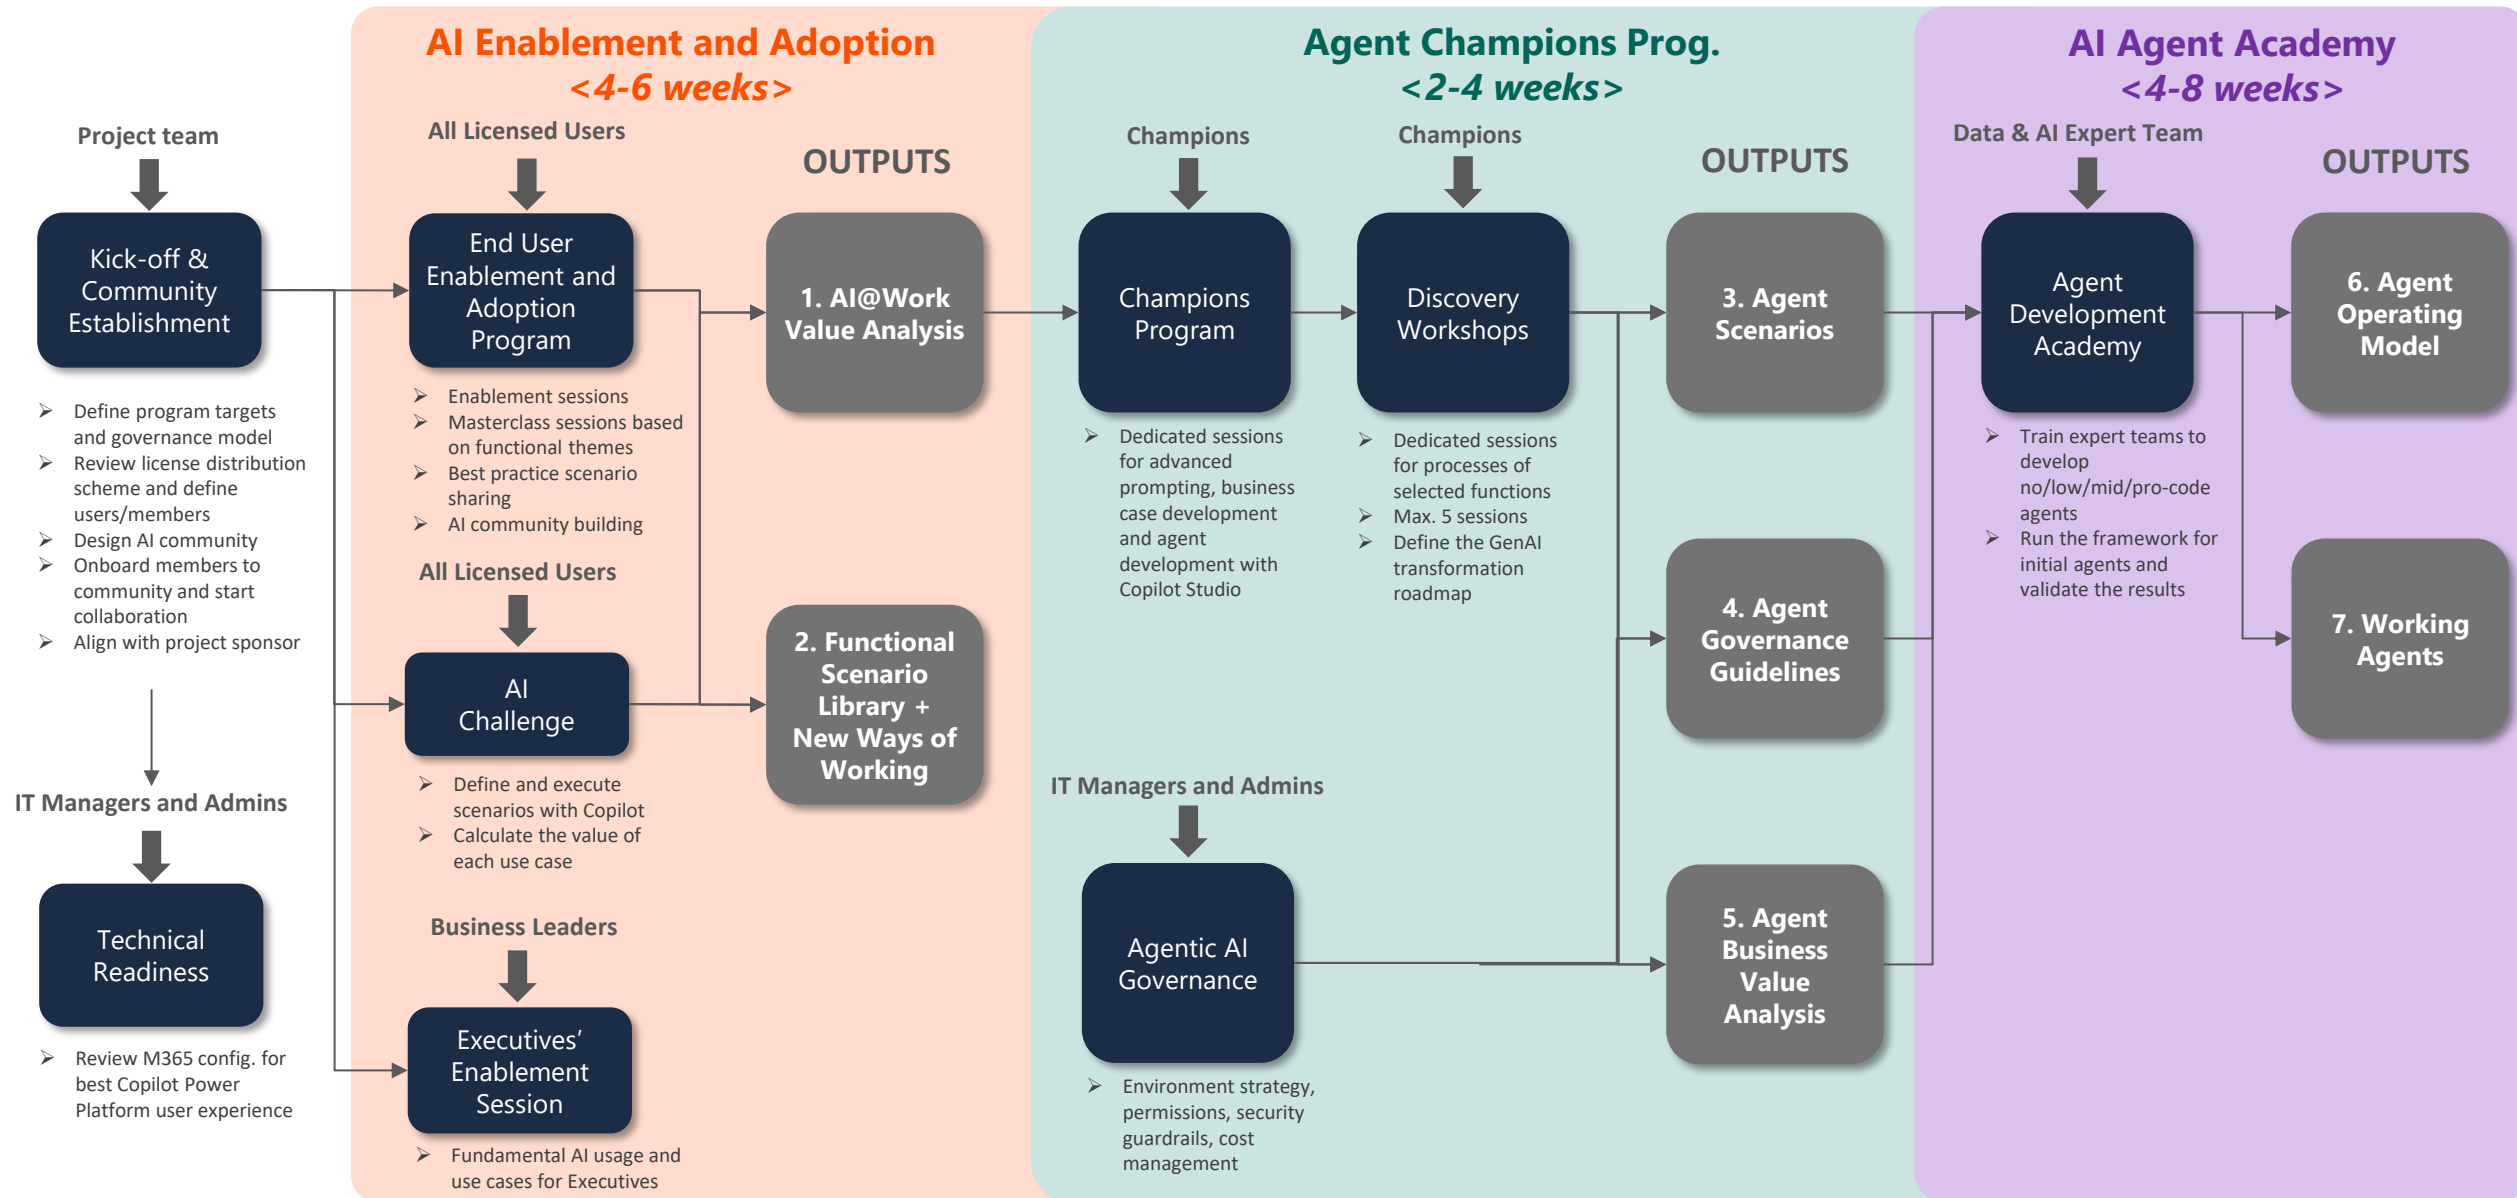 AI Enablement and Adoption
<4-6 weeks>
Agent Champions Prog.
<2-4 weeks>
AI Agent Academy
<4-8 weeks>
Project team
Kick-off &
Community
Establishment
➢ Define program targets
and governance model
➢ Review license distribution
scheme and define
users/members
➢ Design AI community
➢ Onboard members to
community and start
collaboration
➢ Align with project sponsor
IT Managers and Admins
Technical
Readiness
➢ Review M365 config. for
best Copilot Power
Platform user experience
All Licensed Users
End User
Enablement and
Adoption
Program
➢ Enablement sessions
➢ Masterclass sessions based
on functional themes
➢ Best practice scenario
sharing
➢ AI community building
All Licensed Users
AI
Challenge
➢ Define and execute
scenarios with Copilot
➢ Calculate the value of
each use case
Business Leaders
Executives’
Enablement
Session
➢ Fundamental AI usage and
use cases for Executives
OUTPUTS
1. AI@Work
Value Analysis
2. Functional
Scenario
Library +
New Ways of
Working
Champions
Champions
Program
➢ Dedicated sessions
for advanced
prompting, business
case development
and agent
development with
Copilot Studio
Champions
Discovery
Workshops
➢ Dedicated sessions
for processes of
selected functions
➢ Max. 5 sessions
➢ Define the GenAI
transformation
roadmap
IT Managers and Admins
Agentic AI
Governance
➢ Environment strategy,
permissions, security
guardrails, cost
management
OUTPUTS
3. Agent
Scenarios
4. Agent
Governance
Guidelines
5. Agent
Business
Value
Analysis
Data & AI Expert Team
Agent
Development
Academy
➢ Train expert teams to
develop
no/low/mid/pro-code
agents
➢ Run the framework for
initial agents and
validate the results
OUTPUTS
6. Agent
Operating
Model
7. Working
Agents